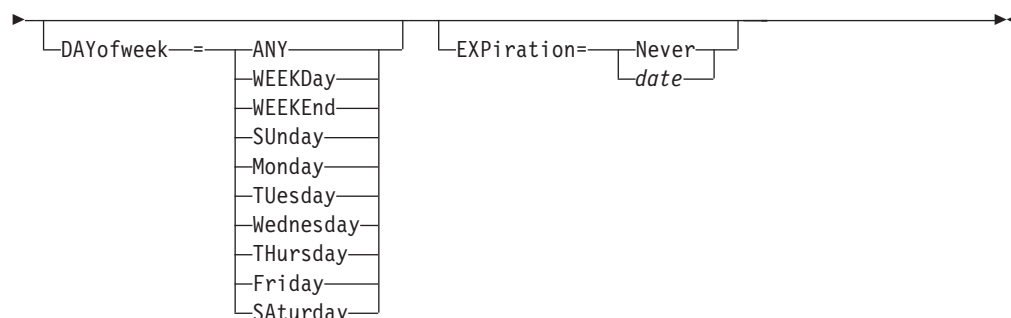 DAYofweek = ANY EXPiration= Never
WEEKDay date
WEEKEnd
SUnday
Monday
TUesday
Wednesday
THursday
Friday
SAturday